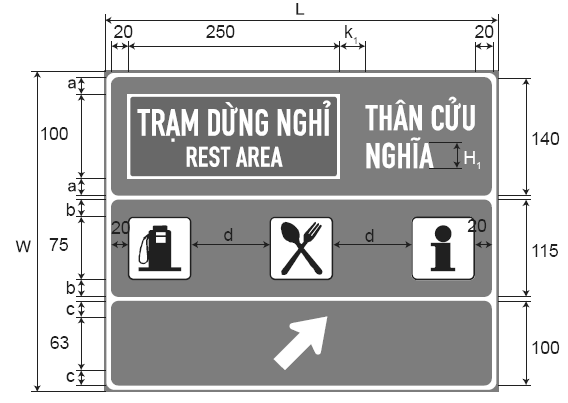 L
20 250 k1 20
a
100
a
TRẠM DỪNG NGHỈ
REST AREA
THÂN CỬU
NGHĨA
H1
140
W
b
75
b
20 d d 20
115
c
63
c
100